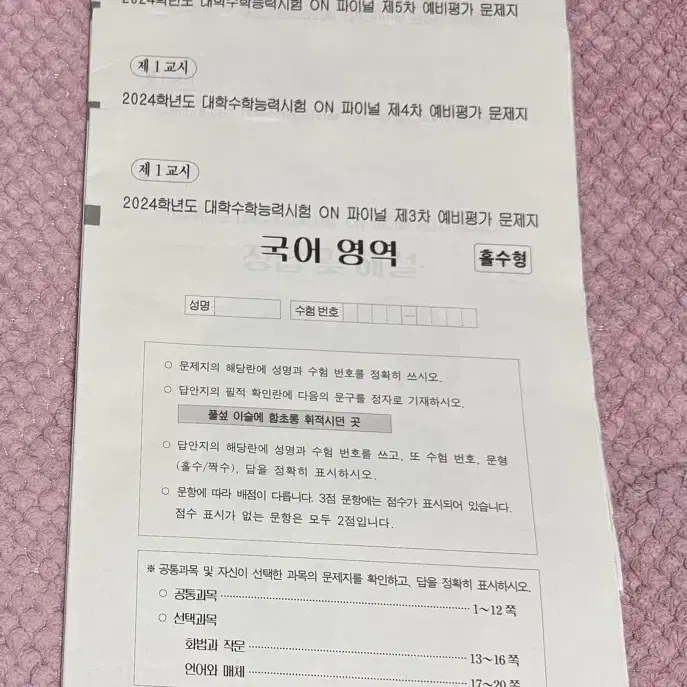 2024학년도 대학수학능력시험 ON 파이널 제5차 예비평가 문제지
제 1 교시
2024학년도 대학수학능력시험 ON 파이널 제4차 예비평가 문제지
제 1 교시
2024학년도 대학수학능력시험 ON 파이널 제3차 예비평가 문제지
국어 영역
홀수형
성명
수험 번호 ―
○ 문제지의 해당란에 성명과 수험 번호를 정확히 쓰시오.
○ 답안지의 필적 확인란에 다음의 문구를 정자로 기재하시오.
풀섶 이슬에 함초롬 휘적시던 곳
○ 답안지의 해당란에 성명과 수험 번호를 쓰고, 또 수험 번호, 문형
(홀수/짝수), 답을 정확히 표시하시오.
○ 문항에 따라 배점이 다릅니다. 3점 문항에는 점수가 표시되어 있습니다.
점수 표시가 없는 문항은 모두 2점입니다.
※ 공통과목 및 자신이 선택한 과목의 문제지를 확인하고, 답을 정확히 표시하시오.
○ 공통과목 ······ 1~12 쪽
○ 선택과목
화법과 작문 ······ 13~16 쪽
언어와 매체 ······ 17~20 쪽